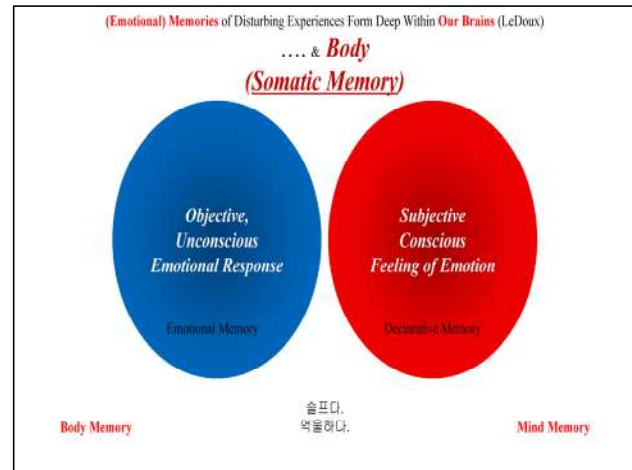 (Emotional) Memories of Disturbing Experiences Form Deep Within Our Brains (LeDoux)
…. & Body
(Somatic Memory)
Objective,
Unconscious
Emotional Response
Emotional Memory
Subjective
Conscious
Feeling of Emotion
Declarative Memory
슬프다.
억울하다.
Body Memory
Mind Memory